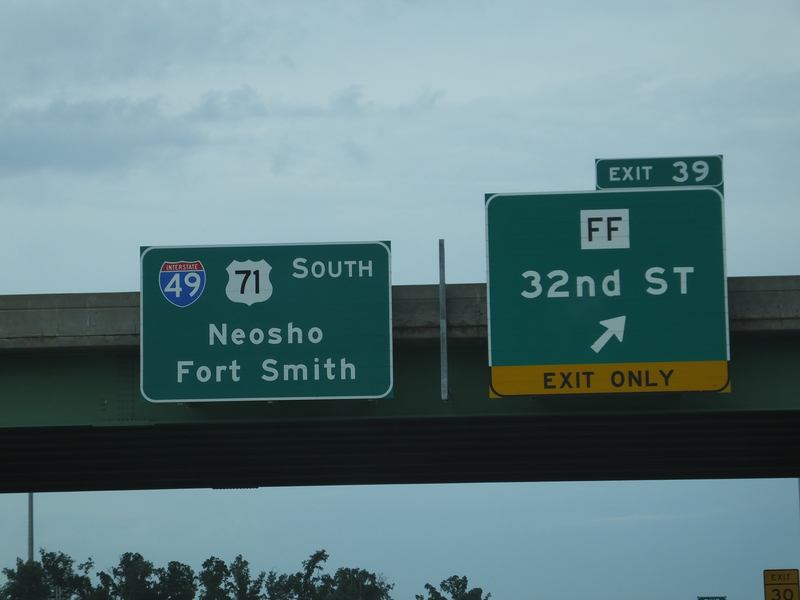 INTERSTATE
49
71
SOUTH
Neosho
Fort Smith
EXIT 39
FF
32nd ST
EXIT ONLY
EXIT
30